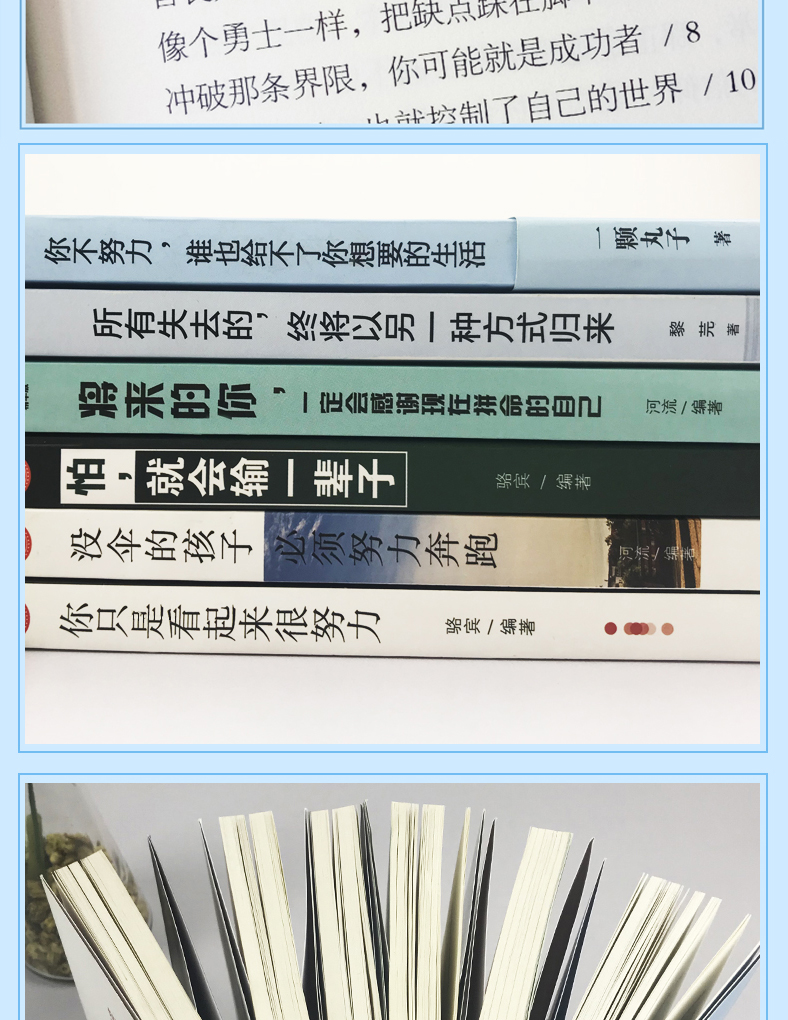 像个勇士一样，把缺点踩在脚
冲破那条界限，你可能就是成功者 / 8
也就控制了自己的世界 / 10
你不努力，谁也给不了你想要的生活 一颗丸子 著
所有失去的，终将以另一种方式归来 黎芫 著
将来的你，一定会感谢现在拼命的自己 河流／编著
怕，就会输一辈子 骆宾／编著
没伞的孩子必须努力奔跑 河流／编著
你只是看起来很努力 骆宾／编著